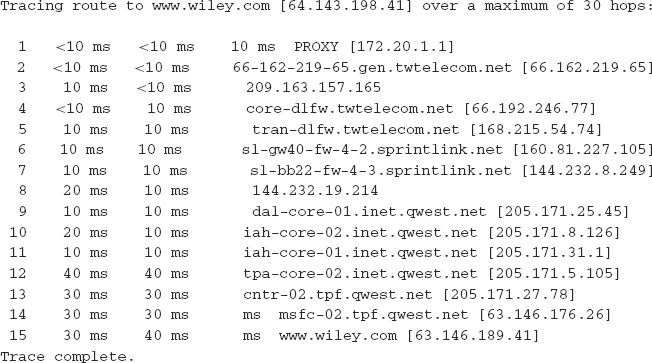 Tracing route to www.wiley.com [64.143.198.41] over a maximum of 30 hops:
1 <10 ms <10 ms 10 ms PROXY [172.20.1.1]
2 <10 ms <10 ms 66-162-219-65.gen.twtelecom.net [66.162.219.65]
3 10 ms <10 ms 209.163.157.165
4 <10 ms 10 ms core-dlfw.twtelecom.net [66.192.246.77]
5 10 ms 10 ms tran-dlfw.twtelecom.net [168.215.54.74]
6 10 ms 10 ms sl-gw40-fw-4-2.sprintlink.net [160.81.227.105]
7 10 ms 10 ms sl-bb22-fw-4-3.sprintlink.net [144.232.8.249]
8 20 ms 10 ms 144.232.19.214
9 10 ms 10 ms dal-core-01.inet.qwest.net [205.171.25.45]
10 20 ms 10 ms iah-core-02.inet.qwest.net [205.171.8.126]
11 10 ms 10 ms iah-core-01.inet.qwest.net [205.171.31.1]
12 40 ms 40 ms tpa-core-02.inet.qwest.net [205.171.5.105]
13 30 ms 30 ms cntr-02.tpf.qwest.net [205.171.27.78]
14 30 ms 30 ms ms msfc-02.tpf.qwest.net [63.146.176.26]
15 30 ms 40 ms ms www.wiley.com [63.146.189.41]
Trace complete.